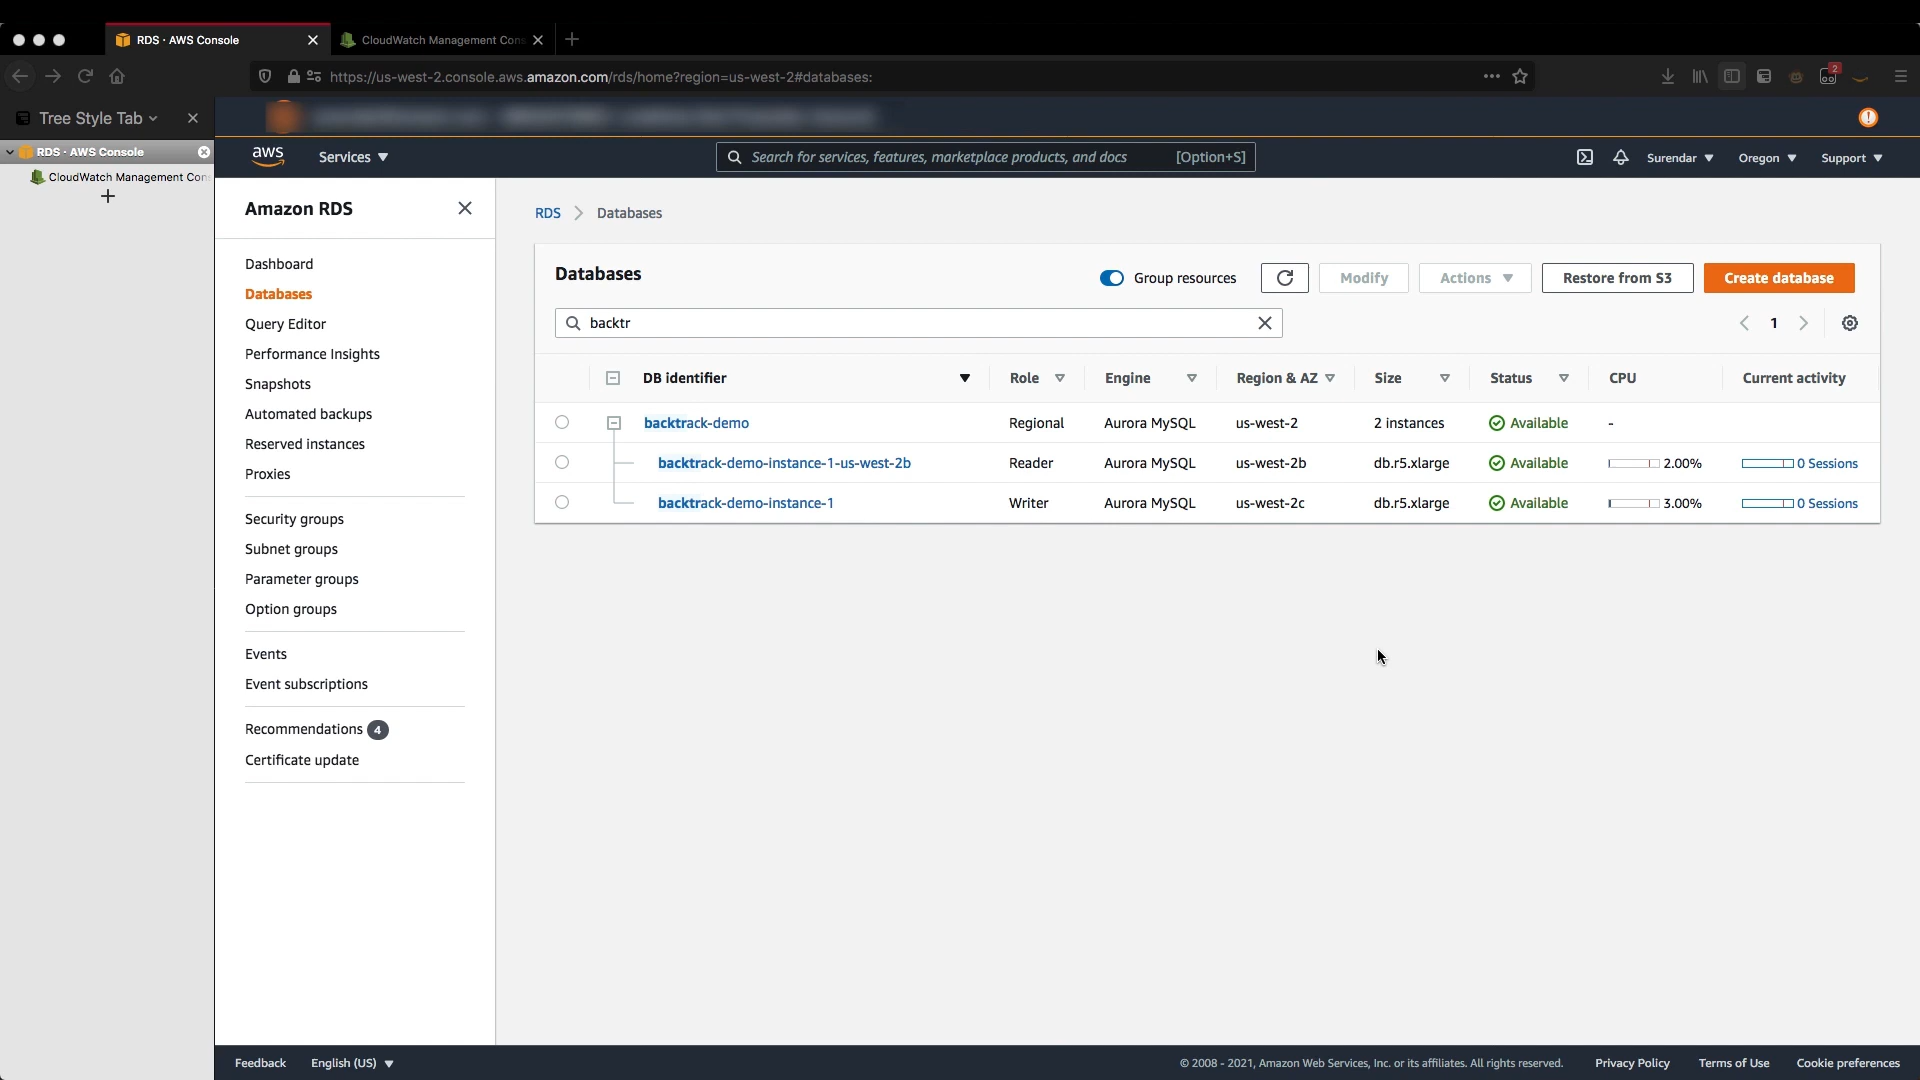 RDS · AWS Console
CloudWatch Management Con
https://us-west-2.console.aws.amazon.com/rds/home?region=us-west-2#databases:
2
Tree Style Tab
RDS · AWS Console
CloudWatch Management Con
aws
Services
Search for services, features, marketplace products, and docs [Option+S]
Surendar
Oregon
Support
Amazon RDS
Dashboard
Databases
Query Editor
Performance Insights
Snapshots
Automated backups
Reserved instances
Proxies
Security groups
Subnet groups
Parameter groups
Option groups
Events
Event subscriptions
Recommendations 4
Certificate update
RDS > Databases
Databases
Group resources
Modify
Actions
Restore from S3
Create database
backtr
1
DB identifier Role Engine Region & AZ Size Status CPU Current activity
backtrack-demo Regional Aurora MySQL us-west-2 2 instances Available -
backtrack-demo-instance-1-us-west-2b Reader Aurora MySQL us-west-2b db.r5.xlarge Available 2.00% 0 Sessions
backtrack-demo-instance-1 Writer Aurora MySQL us-west-2c db.r5.xlarge Available 3.00% 0 Sessions
Feedback English (US) © 2008 - 2021, Amazon Web Services, Inc. or its affiliates. All rights reserved. Privacy Policy Terms of Use Cookie preferences